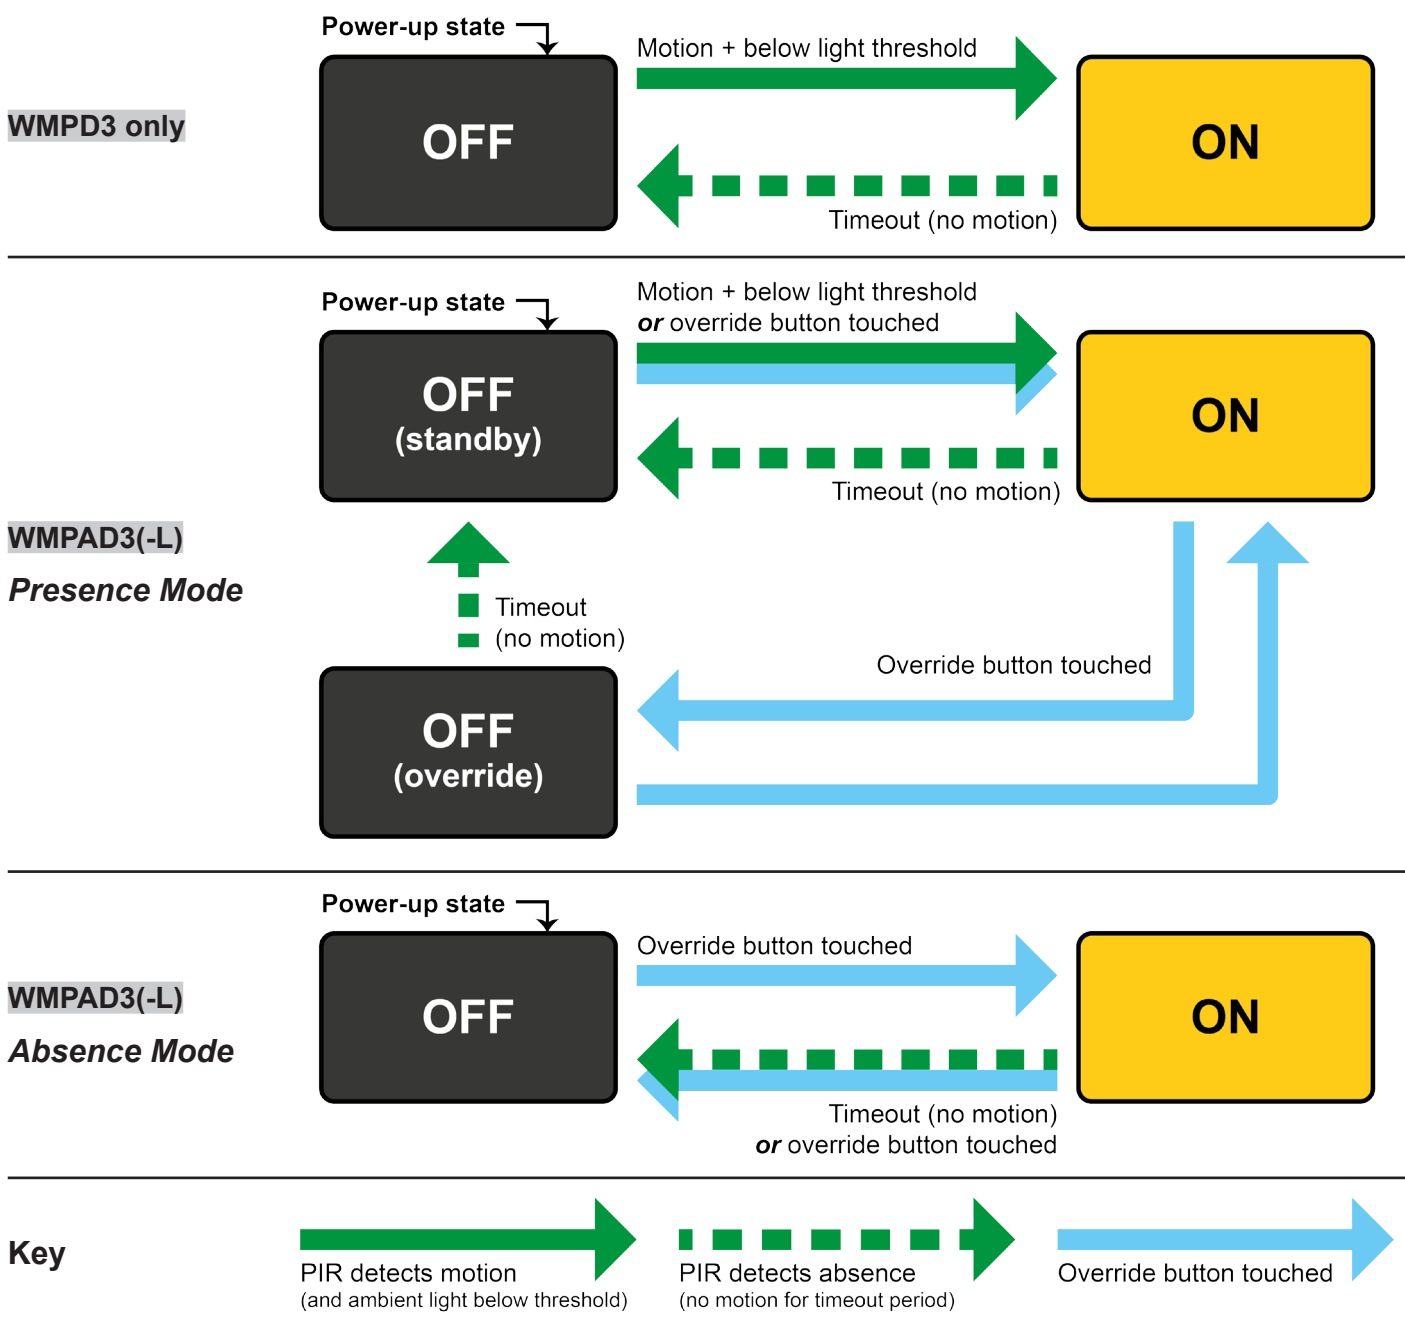 Power-up state
Motion + below light threshold
WMPD3 only
OFF
ON
Timeout (no motion)
Power-up state
Motion + below light threshold
or override button touched
OFF
(standby)
ON
Timeout (no motion)
WMPAD3(-L)
Presence Mode
Timeout
(no motion)
Override button touched
OFF
(override)
Power-up state
Override button touched
WMPAD3(-L)
Absence Mode
OFF
ON
Timeout (no motion)
or override button touched
Key
PIR detects motion
(and ambient light below threshold)
PIR detects absence
(no motion for timeout period)
Override button touched